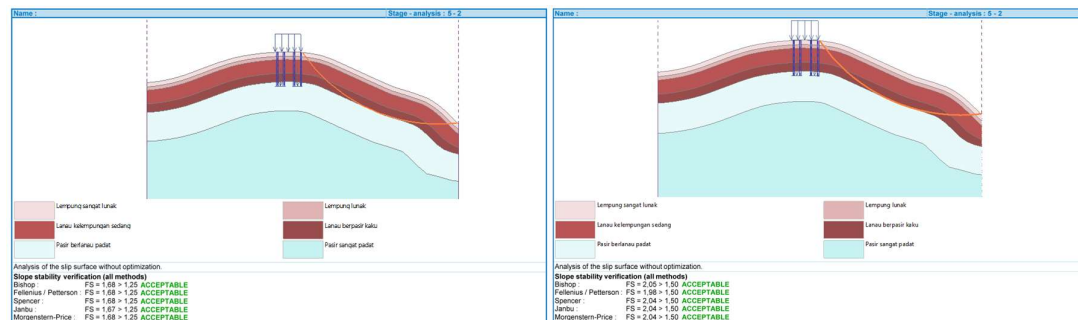 Name :
Stage - analysis : 5 - 2
Lempung sangat lunak
Lempung lunak
Lanau kelempungan sedang
Lanau berpasir kaku
Pasir berlanau padat
Pasir sangat padat
Analysis of the slip surface without optimization.
Slope stability verification (all methods)
Bishop : FS = 1,68 > 1,25 ACCEPTABLE
Fellenius / Petterson : FS = 1,68 > 1,25 ACCEPTABLE
Spencer : FS = 1,68 > 1,25 ACCEPTABLE
Janbu : FS = 1,67 > 1,25 ACCEPTABLE
Morgenstern-Price : FS = 1,68 > 1,25 ACCEPTABLE
Name :
Stage - analysis : 5 - 2
Lempung sangat lunak
Lempung lunak
Lanau kelempungan sedang
Lanau berpasir kaku
Pasir berlanau padat
Pasir sangat padat
Analysis of the slip surface without optimization.
Slope stability verification (all methods)
Bishop : FS = 2,05 > 1,50 ACCEPTABLE
Fellenius / Petterson : FS = 1,98 > 1,50 ACCEPTABLE
Spencer : FS = 2,04 > 1,50 ACCEPTABLE
Janbu : FS = 2,04 > 1,50 ACCEPTABLE
Morgenstern-Price : FS = 2,04 > 1,50 ACCEPTABLE